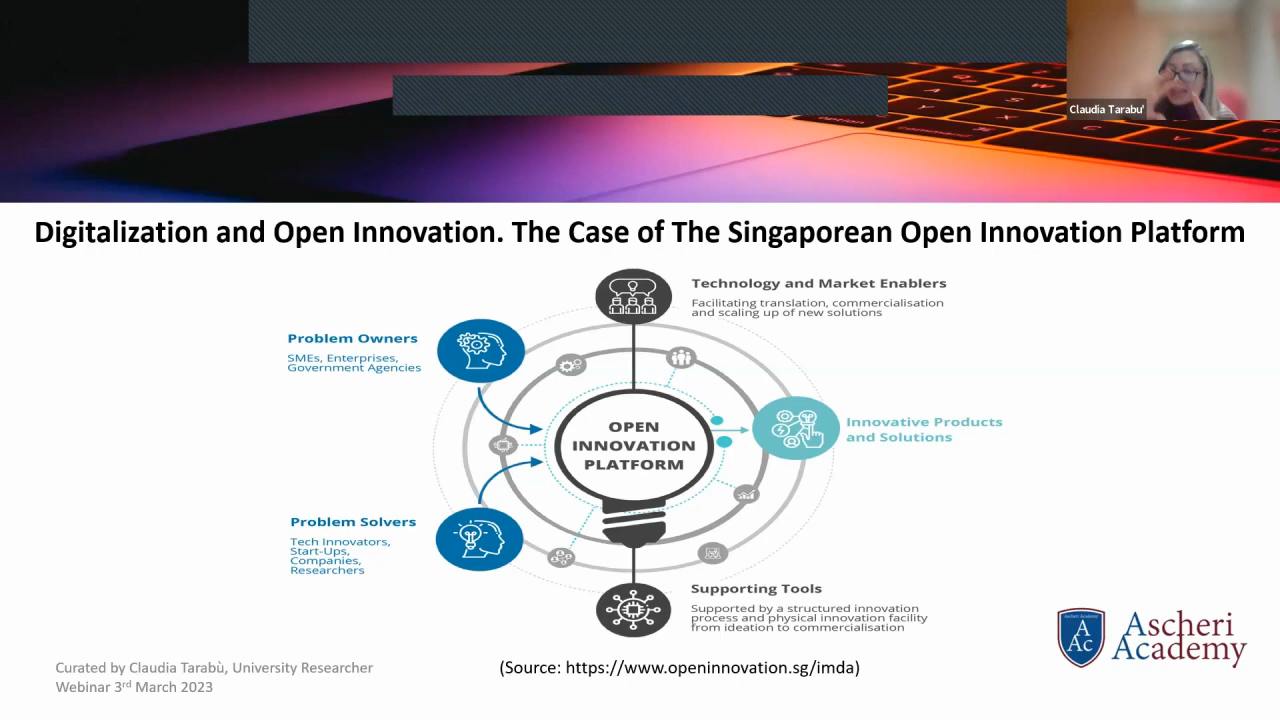 Claudia Tarabu'
Digitalization and Open Innovation. The Case of The Singaporean Open Innovation Platform
Technology and Market Enablers
Facilitating translation, commercialisation
and scaling up of new solutions
Problem Owners
SMEs, Enterprises,
Government Agencies
OPEN
INNOVATION
PLATFORM
Innovative Products
and Solutions
Problem Solvers
Tech Innovators,
Start-Ups,
Companies,
Researchers
Supporting Tools
Supported by a structured innovation
process and physical innovation facility
from ideation to commercialisation
A
Ac
Ascheri
Academy
Curated by Claudia Tarabù, University Researcher
Webinar 3rd March 2023
(Source: https://www.openinnovation.sg/imda)